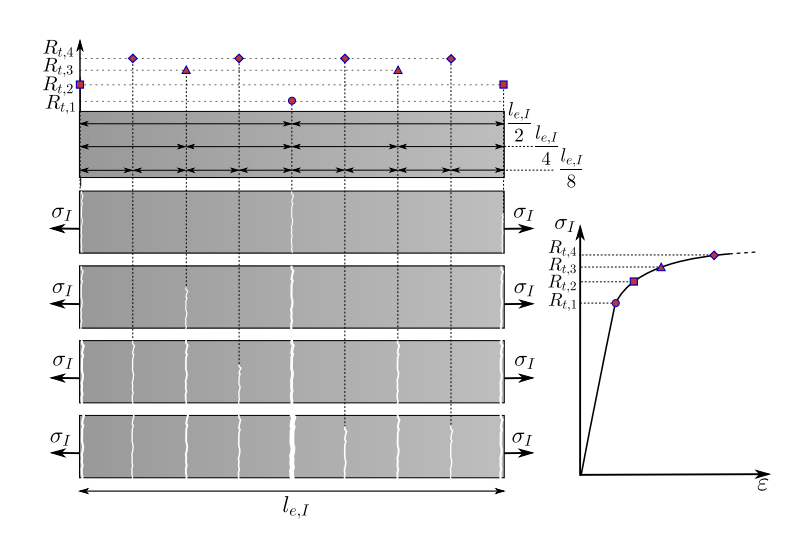 R_{t,4}
R_{t,3}
R_{t,2}
R_{t,1}
l_{e,I}/2
l_{e,I}/4
l_{e,I}/8
σ_I σ_I
σ_I σ_I
σ_I σ_I
σ_I σ_I
l_{e,I}
σ_I
R_{t,4}
R_{t,3}
R_{t,2}
R_{t,1}
ε